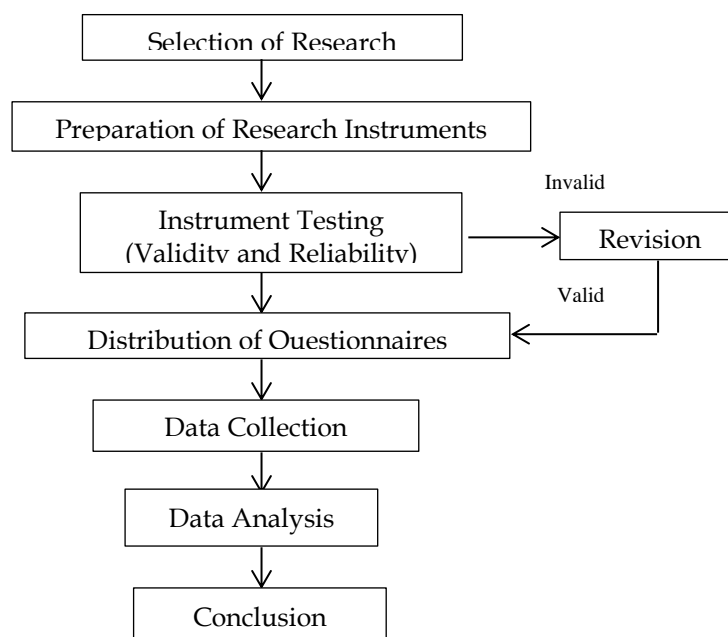 Selection of Research
Preparation of Research Instruments
Invalid
Instrument Testing
(Validity and Reliability)
Revision
Valid
Distribution of Questionnaires
Data Collection
Data Analysis
Conclusion